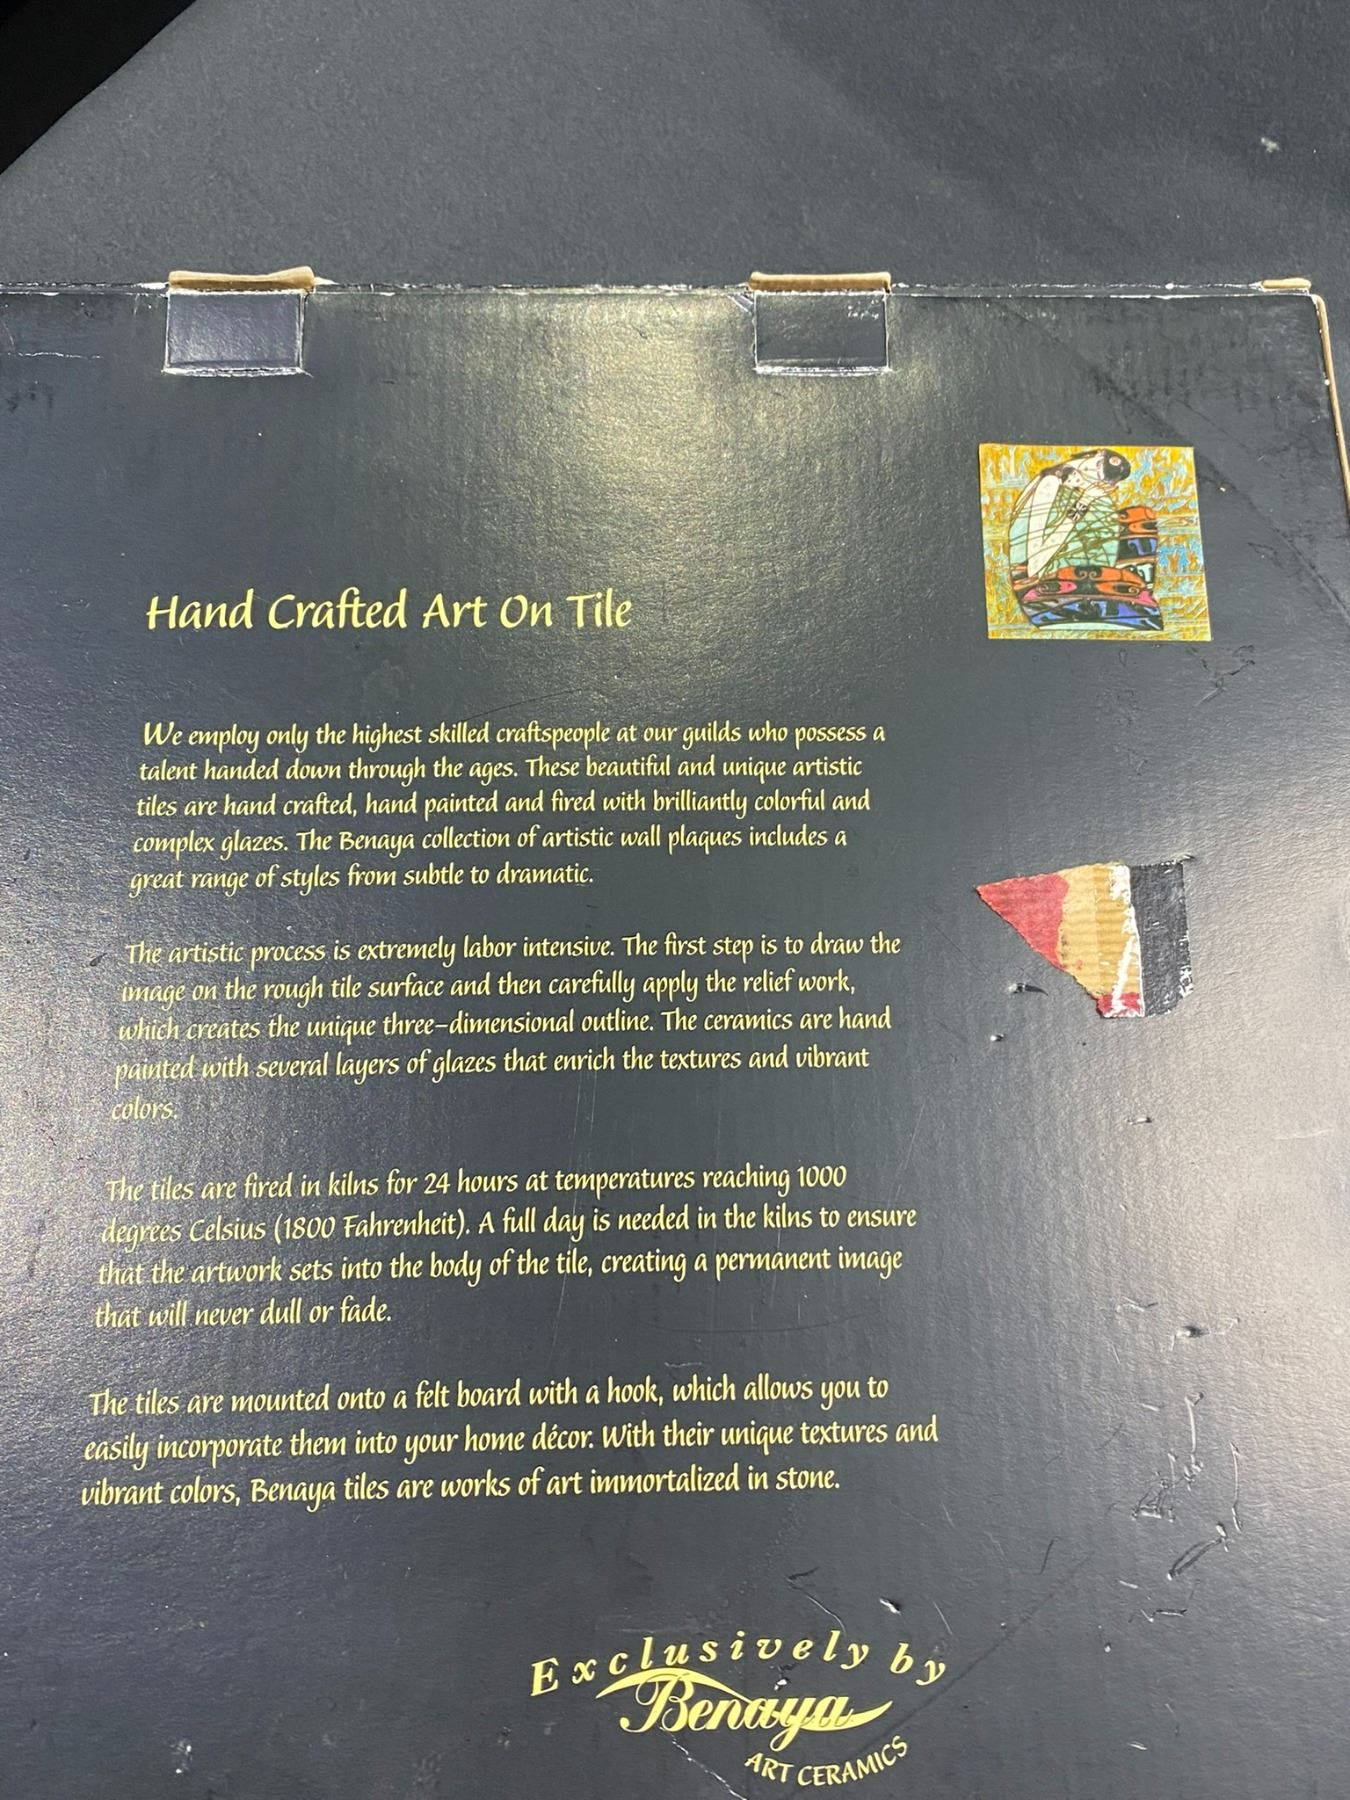 Hand Crafted Art On Tile
We employ only the highest skilled craftspeople at our guilds who possess a
talent handed down through the ages. These beautiful and unique artistic
tiles are hand crafted, hand painted and fired with brilliantly colorful and
complex glazes. The Benaya collection of artistic wall plaques includes a
great range of styles from subtle to dramatic.
The artistic process is extremely labor intensive. The first step is to draw the
image on the rough tile surface and then carefully apply the relief work,
which creates the unique three-dimensional outline. The ceramics are hand
painted with several layers of glazes that enrich the textures and vibrant
colors.
The tiles are fired in kilns for 24 hours at temperatures reaching 1000
degrees Celsius (1800 Fahrenheit). A full day is needed in the kilns to ensure
that the artwork sets into the body of the tile, creating a permanent image
that will never dull or fade.
The tiles are mounted onto a felt board with a hook, which allows you to
easily incorporate them into your home décor. With their unique textures and
vibrant colors, Benaya tiles are works of art immortalized in stone.
Exclusively by
Benaya
ART CERAMICS